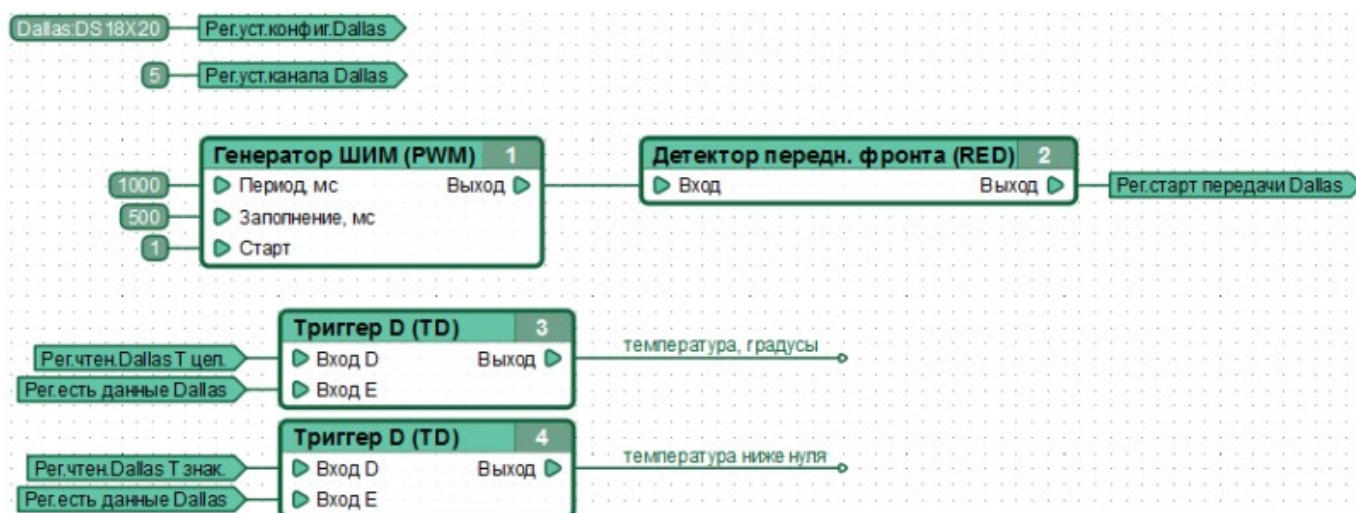 Dallas:DS18X20 Рег.уст.конфиг.Dallas
5 Рег.уст.канала Dallas
Генератор ШИМ (PWM) 1
1000 Период, мс Выход
500 Заполнение, мс
1 Старт
Детектор передн. фронта (RED) 2
Вход Выход Рег.старт передачи Dallas
Триггер D (TD) 3
Рег.чтен.Dallas T цел. Вход D Выход температура, градусы
Рег.есть данные Dallas Вход E
Триггер D (TD) 4
Рег.чтен.Dallas T знак. Вход D Выход температура ниже нуля
Рег.есть данные Dallas Вход E